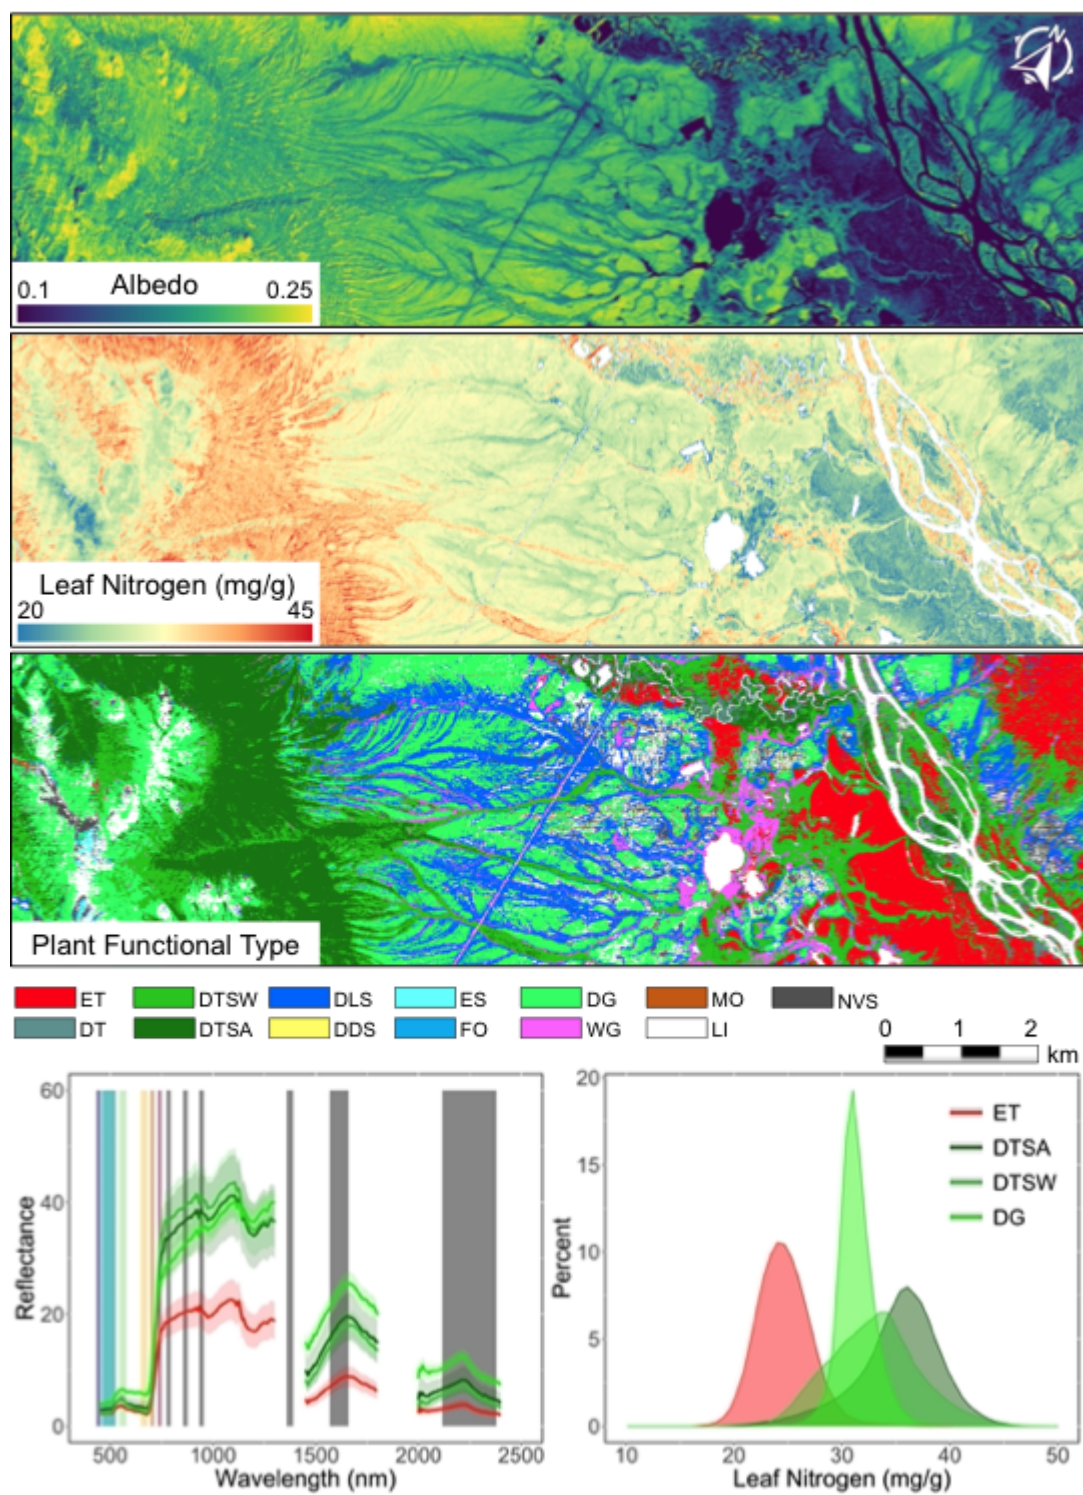 N
Albedo
0.1 0.25
Leaf Nitrogen (mg/g)
20 45
Plant Functional Type
ET DTSW DLS ES DG MO NVS
DT DTSA DDS FO WG LI
0 1 2
km
60
40
20
0
Reflectance
500 1000 1500 2000 2500
Wavelength (nm)
20
15
10
5
0
Percent
ET
DTSA
DTSW
DG
10 20 30 40 50
Leaf Nitrogen (mg/g)